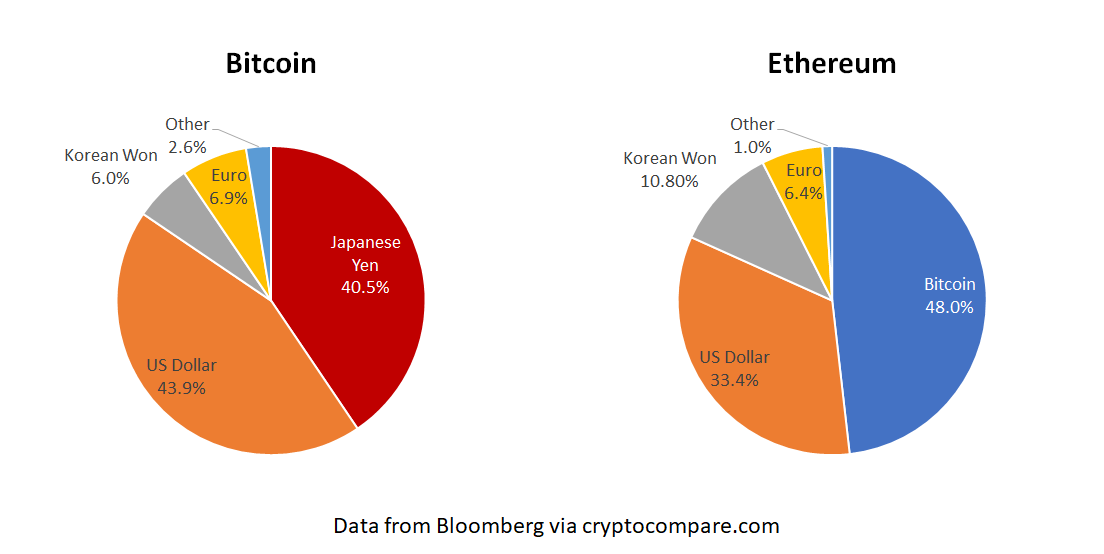 Bitcoin
Other
2.6%
Korean Won
6.0%
Euro
6.9%
Japanese
Yen
40.5%
US Dollar
43.9%
Ethereum
Other
1.0%
Korean Won
10.80%
Euro
6.4%
Bitcoin
48.0%
US Dollar
33.4%
Data from Bloomberg via cryptocompare.com